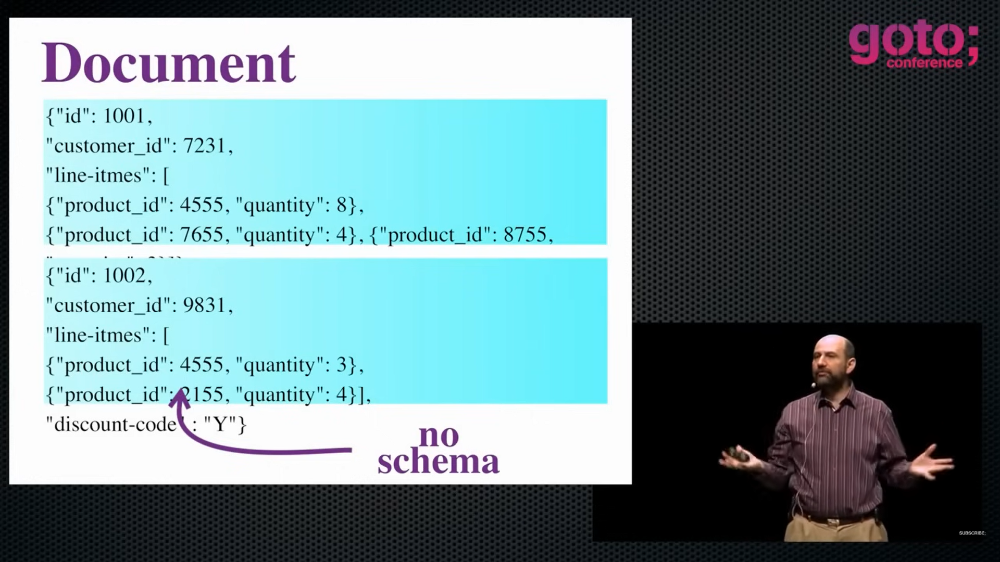 Document
{"id": 1001,
"customer_id": 7231,
"line-itmes": [
{"product_id": 4555, "quantity": 8},
{"product_id": 7655, "quantity": 4}, {"product_id": 8755,
{"id": 1002,
"customer_id": 9831,
"line-itmes": [
{"product_id": 4555, "quantity": 3},
{"product_id": 2155, "quantity": 4}],
"discount-code" : "Y"}
no
schema
goto;
conference
SUBSCRIBE;